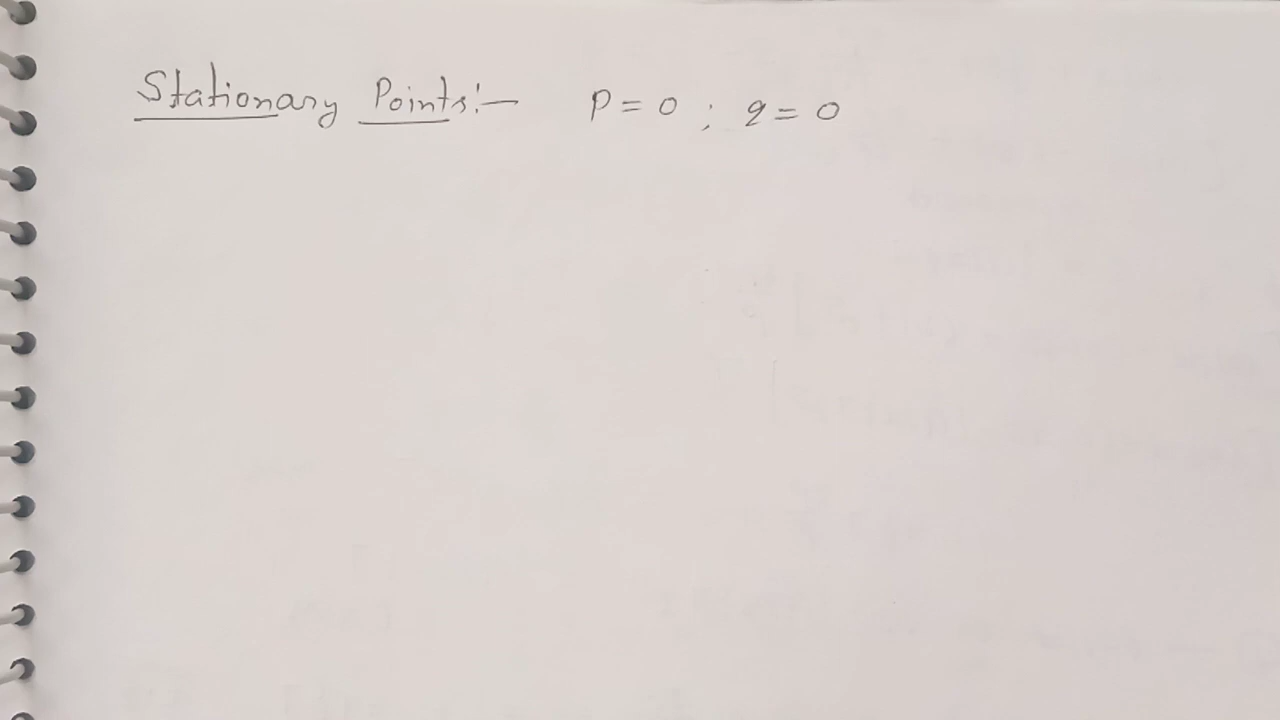 Stationary Points:- p = 0 ; q = 0